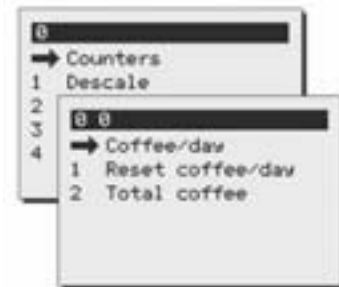 0
Counters
1 Descale
2
3
4
0 0
Coffee/day
1 Reset coffee/day
2 Total coffee